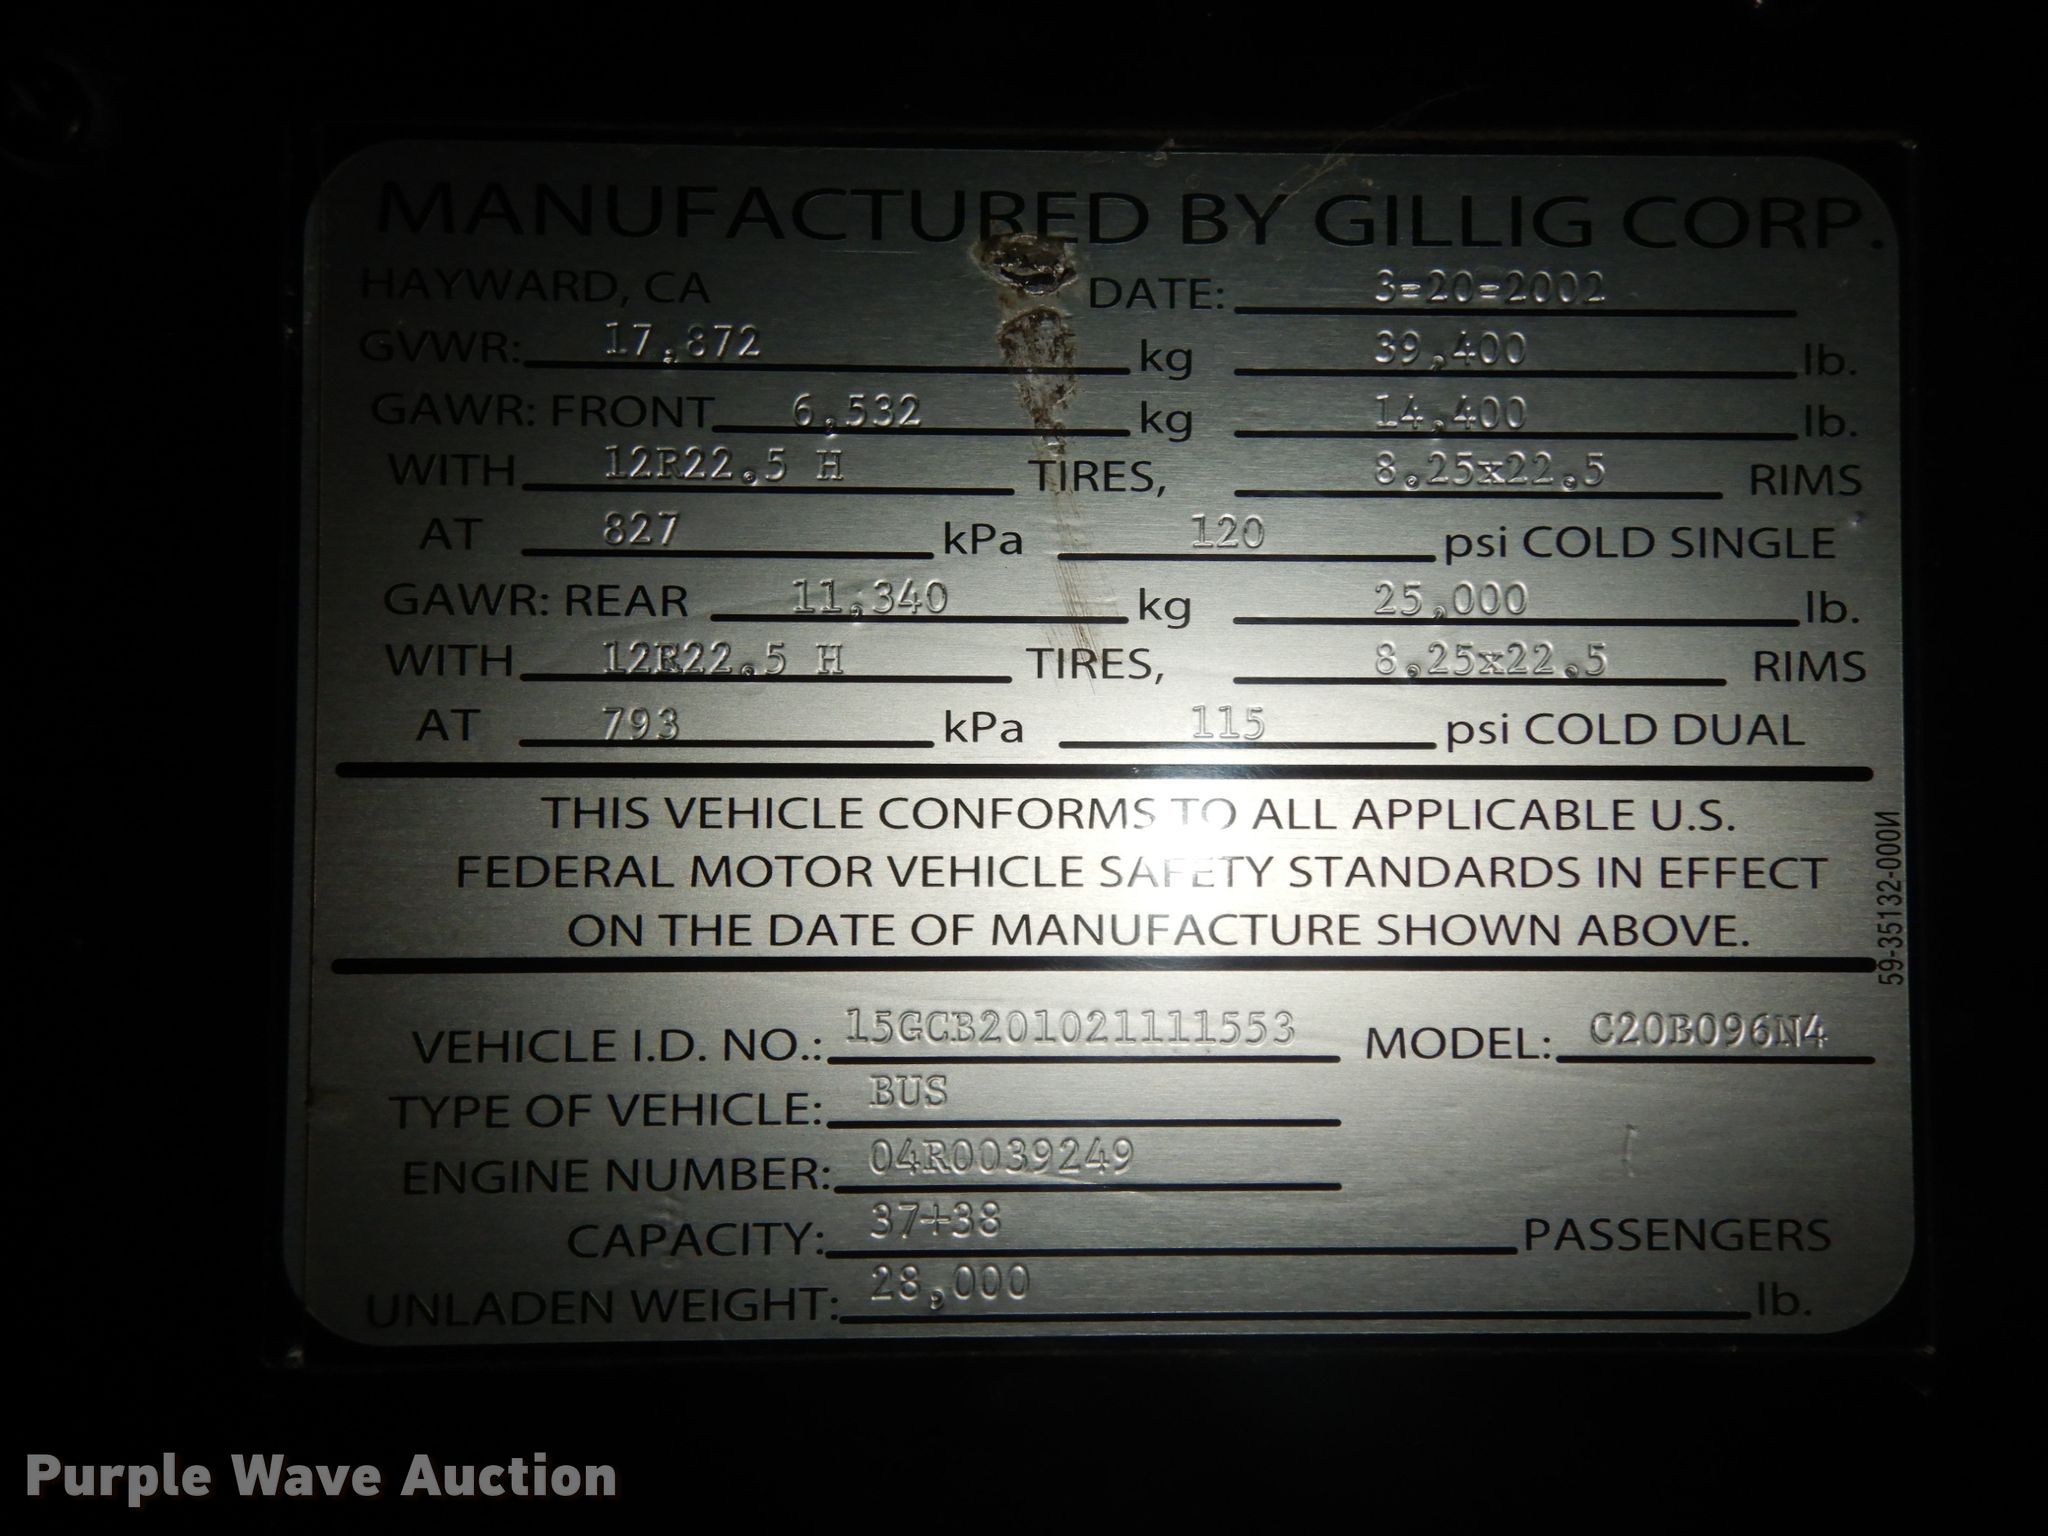 MANUFACTURED BY GILLIG CORP.
HAYWARD, CA DATE: 3-20-2002
GVWR: 17,872 kg 39,400 lb.
GAWR: FRONT 6,532 kg 14,400 lb.
WITH 12R22.5 H TIRES, 8.25x22.5 RIMS
AT 827 kPa 120 psi COLD SINGLE
GAWR: REAR 11,340 kg 25,000 lb.
WITH 12R22.5 H TIRES, 8.25x22.5 RIMS
AT 793 kPa 115 psi COLD DUAL
THIS VEHICLE CONFORMS TO ALL APPLICABLE U.S.
FEDERAL MOTOR VEHICLE SAFETY STANDARDS IN EFFECT
ON THE DATE OF MANUFACTURE SHOWN ABOVE.
59-35132-000N
VEHICLE I.D. NO.: 15GCB201021111553 MODEL: C20B096N4
TYPE OF VEHICLE: BUS
ENGINE NUMBER: 04R0039249
CAPACITY: 37+38 PASSENGERS
UNLADEN WEIGHT: 28,000 lb.
Purple Wave Auction